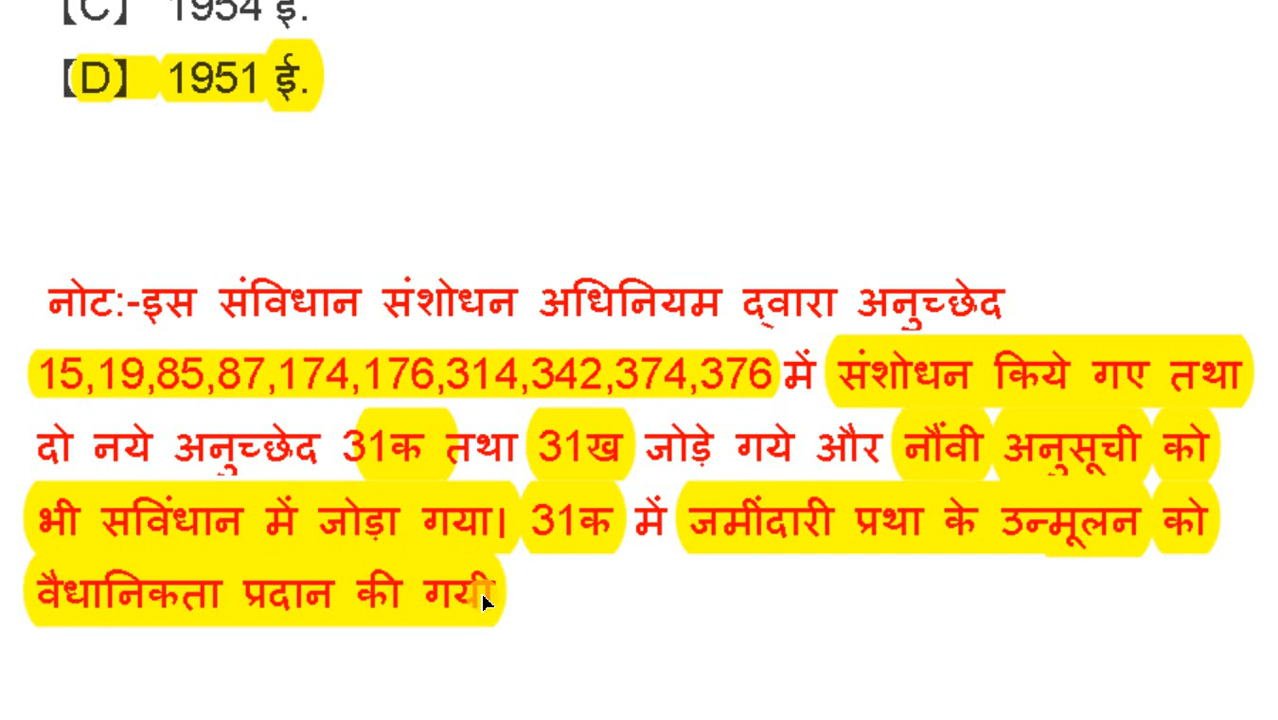 【C】 1954 ई.
【D】 1951 ई.
नोट:-इस संविधान संशोधन अधिनियम द्वारा अनुच्छेद
15,19,85,87,174,176,314,342,374,376 में संशोधन किये गए तथा
दो नये अनुच्छेद 31क तथा 31ख जोड़े गये और नौंवी अनुसूची को
भी सविंधान में जोड़ा गया। 31क में जमींदारी प्रथा के उन्मूलन को
वैधानिकता प्रदान की गयी